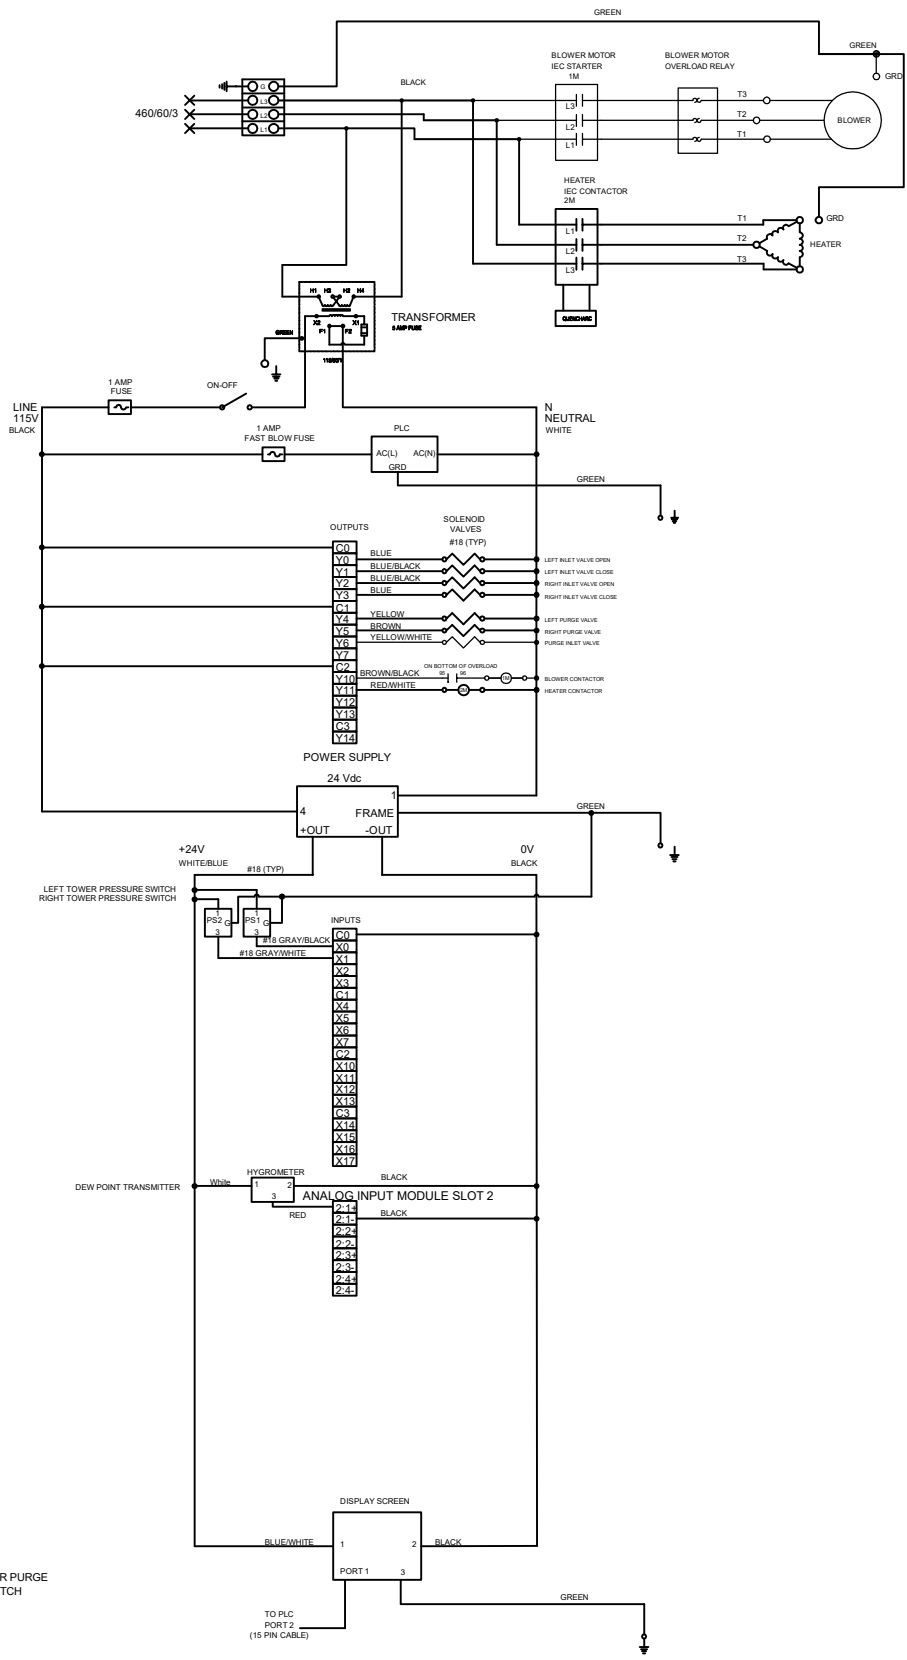 GREEN
GREEN
GRD
BLOWER MOTOR
IEC STARTER
1M
BLOWER MOTOR
OVERLOAD RELAY
BLACK
G
L3
L2
L1
460/60/3
L3
L2
L1
T3
T2
T1
BLOWER
HEATER
IEC CONTACTOR
2M
L1
L2
L3
T1
T2
T3
GRD
HEATER
QUENCHARC
H1 H3 H2 H4
X2 X1
F1 F2
TRANSFORMER
5 AMP FUSE
GREEN
1 AMP
FUSE
ON-OFF
LINE
115V
BLACK
N
NEUTRAL
WHITE
1 AMP
FAST BLOW FUSE
PLC
AC(L) AC(N)
GRD
GREEN
OUTPUTS
SOLENOID
VALVES
#18 (TYP)
C0
Y0 BLUE LEFT INLET VALVE OPEN
Y1 BLUE/BLACK LEFT INLET VALVE CLOSE
Y2 BLUE/BLACK RIGHT INLET VALVE OPEN
Y3 BLUE RIGHT INLET VALVE CLOSE
C1
Y4 YELLOW LEFT PURGE VALVE
Y5 BROWN RIGHT PURGE VALVE
Y6 YELLOW/WHITE PURGE INLET VALVE
Y7
C2 ON BOTTOM OF OVERLOAD
Y10 BROWN/BLACK 95 96 1M BLOWER CONTACTOR
Y11 RED/WHITE 2M HEATER CONTACTOR
Y12
Y13
C3
Y14
POWER SUPPLY
24 Vdc
1
4
FRAME
+OUT -OUT
GREEN
+24V
WHITE/BLUE
#18 (TYP)
0V
BLACK
LEFT TOWER PRESSURE SWITCH
RIGHT TOWER PRESSURE SWITCH
1
PS2 G
3
1
PS1 G
3
#18 GRAY/BLACK
#18 GRAY/WHITE
INPUTS
C0
X0
X1
X2
X3
C1
X4
X5
X6
X7
C2
X10
X11
X12
X13
C3
X14
X15
X16
X17
DEW POINT TRANSMITTER
White
HYGROMETER
1 2
3
BLACK
RED
ANALOG INPUT MODULE SLOT 2
2:1+
2:1- BLACK
2:2+
2:2-
2:3+
2:3-
2:4+
2:4-
DISPLAY SCREEN
BLUE/WHITE
1 2
BLACK
PORT 1 3
GREEN
TO PLC
PORT 2
(15 PIN CABLE)
R PURGE
TCH